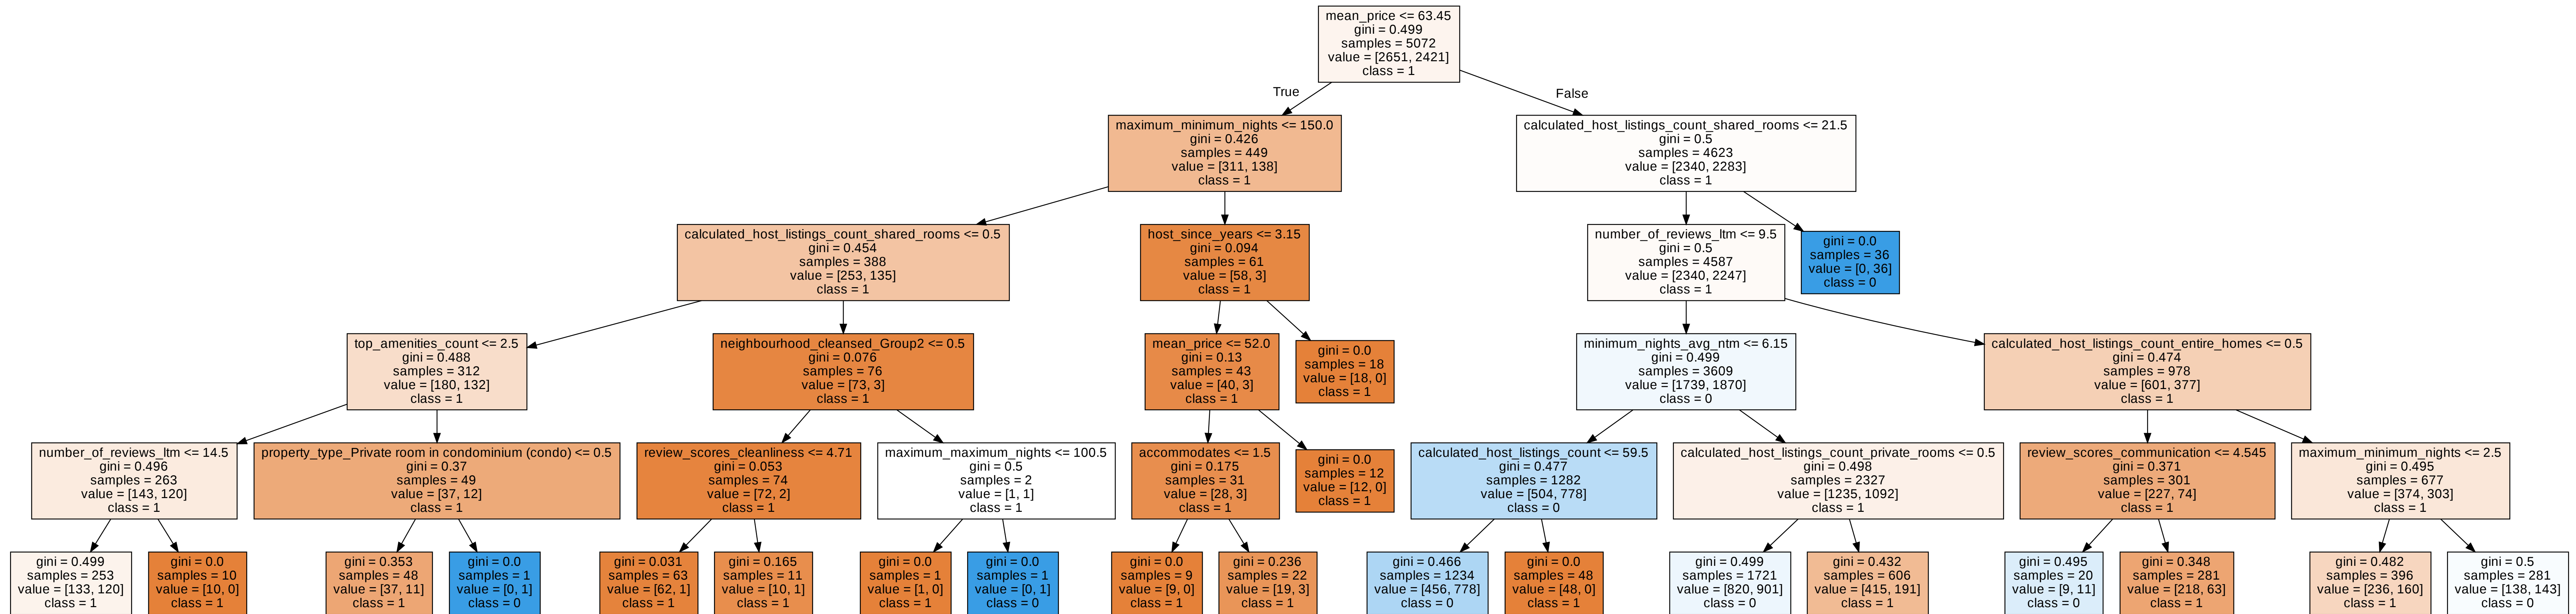 mean_price <= 63.45
gini = 0.499
samples = 5072
value = [2651, 2421]
class = 1
True
False
maximum_minimum_nights <= 150.0
gini = 0.426
samples = 449
value = [311, 138]
class = 1
calculated_host_listings_count_shared_rooms <= 21.5
gini = 0.5
samples = 4623
value = [2340, 2283]
class = 1
calculated_host_listings_count_shared_rooms <= 0.5
gini = 0.454
samples = 388
value = [253, 135]
class = 1
host_since_years <= 3.15
gini = 0.094
samples = 61
value = [58, 3]
class = 1
number_of_reviews_ltm <= 9.5
gini = 0.5
samples = 4587
value = [2340, 2247]
class = 1
gini = 0.0
samples = 36
value = [0, 36]
class = 0
top_amenities_count <= 2.5
gini = 0.488
samples = 312
value = [180, 132]
class = 1
neighbourhood_cleansed_Group2 <= 0.5
gini = 0.076
samples = 76
value = [73, 3]
class = 1
mean_price <= 52.0
gini = 0.13
samples = 43
value = [40, 3]
class = 1
gini = 0.0
samples = 18
value = [18, 0]
class = 1
minimum_nights_avg_ntm <= 6.15
gini = 0.499
samples = 3609
value = [1739, 1870]
class = 0
calculated_host_listings_count_entire_homes <= 0.5
gini = 0.474
samples = 978
value = [601, 377]
class = 1
number_of_reviews_ltm <= 14.5
gini = 0.496
samples = 263
value = [143, 120]
class = 1
property_type_Private room in condominium (condo) <= 0.5
gini = 0.37
samples = 49
value = [37, 12]
class = 1
review_scores_cleanliness <= 4.71
gini = 0.053
samples = 74
value = [72, 2]
class = 1
maximum_maximum_nights <= 100.5
gini = 0.5
samples = 2
value = [1, 1]
class = 1
accommodates <= 1.5
gini = 0.175
samples = 31
value = [28, 3]
class = 1
gini = 0.0
samples = 12
value = [12, 0]
class = 1
calculated_host_listings_count <= 59.5
gini = 0.477
samples = 1282
value = [504, 778]
class = 0
calculated_host_listings_count_private_rooms <= 0.5
gini = 0.498
samples = 2327
value = [1235, 1092]
class = 1
review_scores_communication <= 4.545
gini = 0.371
samples = 301
value = [227, 74]
class = 1
maximum_minimum_nights <= 2.5
gini = 0.495
samples = 677
value = [374, 303]
class = 1
gini = 0.499
samples = 253
value = [133, 120]
class = 1
gini = 0.0
samples = 10
value = [10, 0]
class = 1
gini = 0.353
samples = 48
value = [37, 11]
class = 1
gini = 0.0
samples = 1
value = [0, 1]
class = 0
gini = 0.031
samples = 63
value = [62, 1]
class = 1
gini = 0.165
samples = 11
value = [10, 1]
class = 1
gini = 0.0
samples = 1
value = [1, 0]
class = 1
gini = 0.0
samples = 1
value = [0, 1]
class = 0
gini = 0.0
samples = 9
value = [9, 0]
class = 1
gini = 0.236
samples = 22
value = [19, 3]
class = 1
gini = 0.466
samples = 1234
value = [456, 778]
class = 0
gini = 0.0
samples = 48
value = [48, 0]
class = 1
gini = 0.499
samples = 1721
value = [820, 901]
class = 0
gini = 0.432
samples = 606
value = [415, 191]
class = 1
gini = 0.495
samples = 20
value = [9, 11]
class = 0
gini = 0.348
samples = 281
value = [218, 63]
class = 1
gini = 0.482
samples = 396
value = [236, 160]
class = 1
gini = 0.5
samples = 281
value = [138, 143]
class = 0